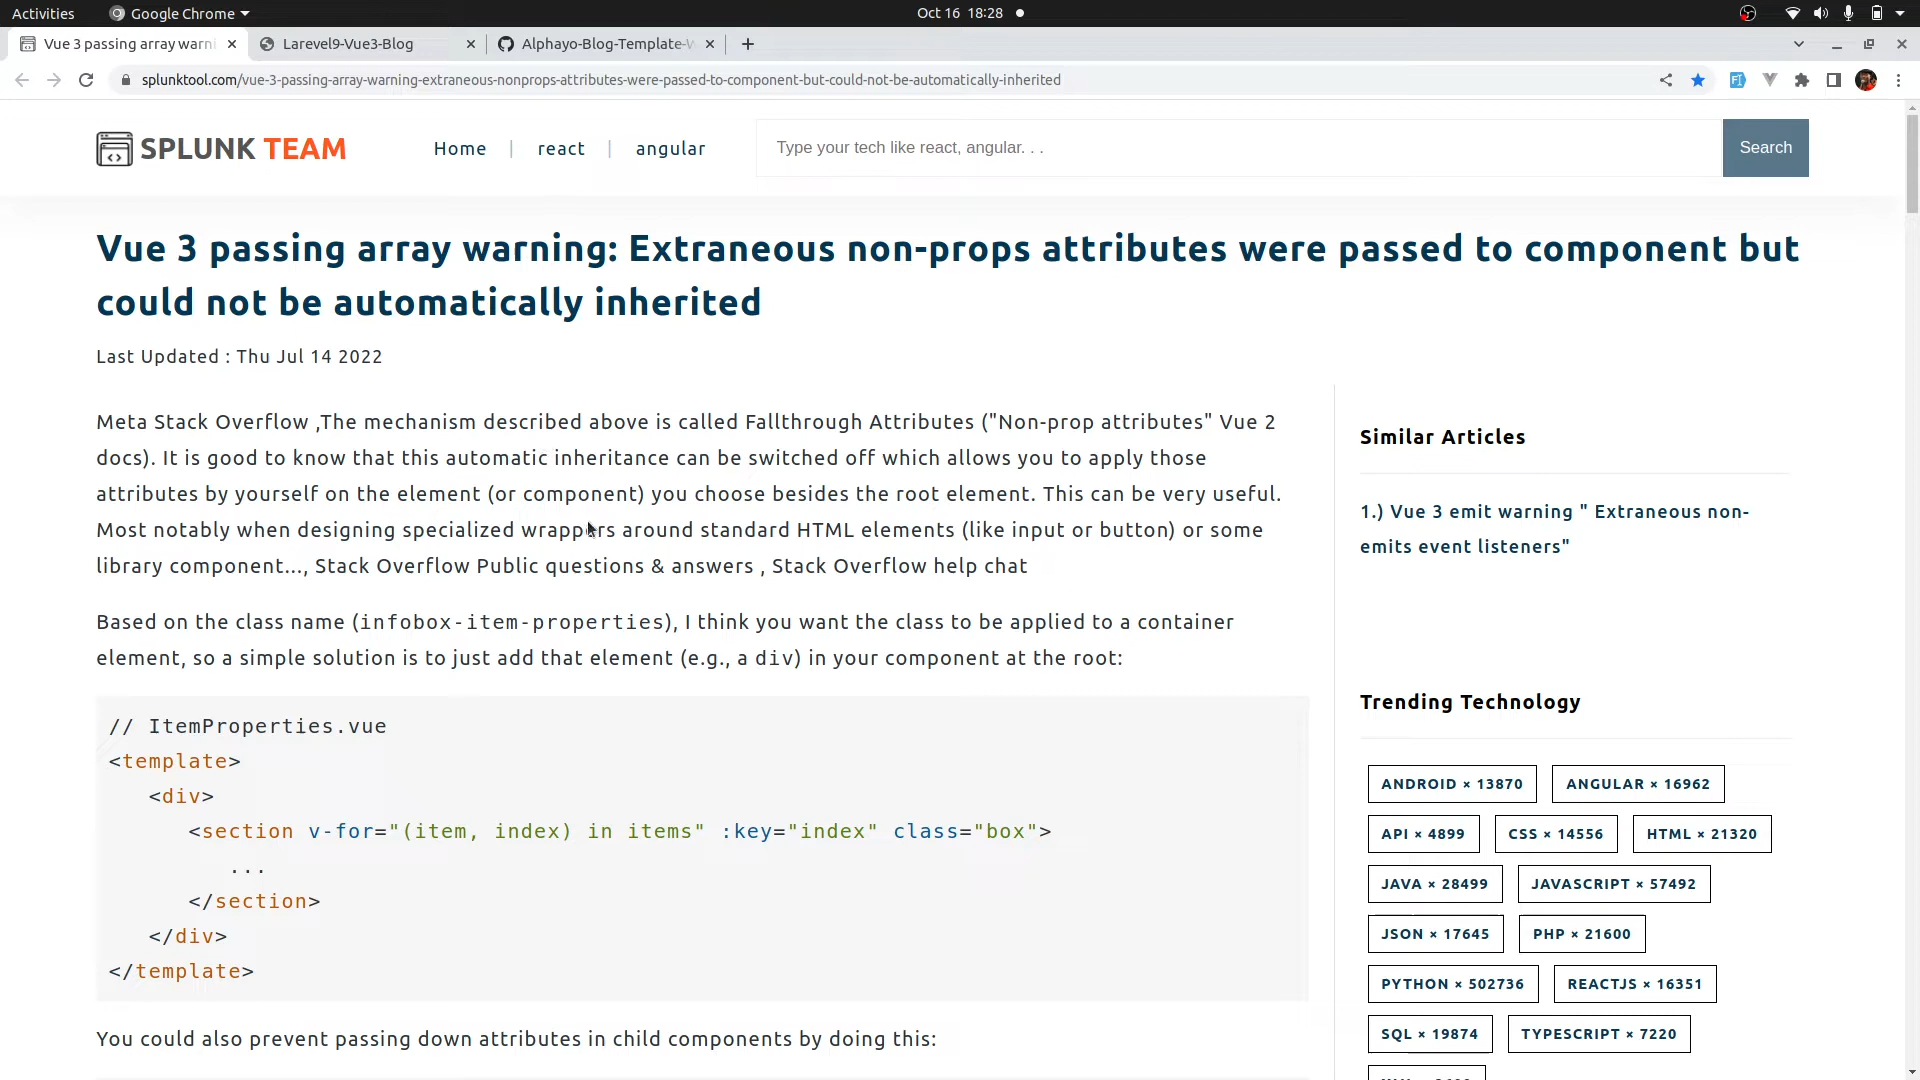 Activities
Google Chrome
Oct 16 18:28
Vue 3 passing array warni
Larevel9-Vue3-Blog
Alphayo-Blog-Template-
splunktool.com/vue-3-passing-array-warning-extraneous-nonprops-attributes-were-passed-to-component-but-could-not-be-automatically-inherited
SPLUNK TEAM
Home | react | angular
Type your tech like react, angular. . .
Search
Vue 3 passing array warning: Extraneous non-props attributes were passed to component but
could not be automatically inherited
Last Updated : Thu Jul 14 2022
Meta Stack Overflow ,The mechanism described above is called Fallthrough Attributes ("Non-prop attributes" Vue 2
docs). It is good to know that this automatic inheritance can be switched off which allows you to apply those
attributes by yourself on the element (or component) you choose besides the root element. This can be very useful.
Most notably when designing specialized wrappers around standard HTML elements (like input or button) or some
library component..., Stack Overflow Public questions & answers , Stack Overflow help chat
Based on the class name (infobox-item-properties), I think you want the class to be applied to a container
element, so a simple solution is to just add that element (e.g., a div) in your component at the root:
// ItemProperties.vue
<template>
<div>
<section v-for="(item, index) in items" :key="index" class="box">
...
</section>
</div>
</template>
You could also prevent passing down attributes in child components by doing this:
Similar Articles
1.) Vue 3 emit warning " Extraneous non-
emits event listeners"
Trending Technology
ANDROID × 13870
ANGULAR × 16962
API × 4899
CSS × 14556
HTML × 21320
JAVA × 28499
JAVASCRIPT × 57492
JSON × 17645
PHP × 21600
PYTHON × 502736
REACTJS × 16351
SQL × 19874
TYPESCRIPT × 7220